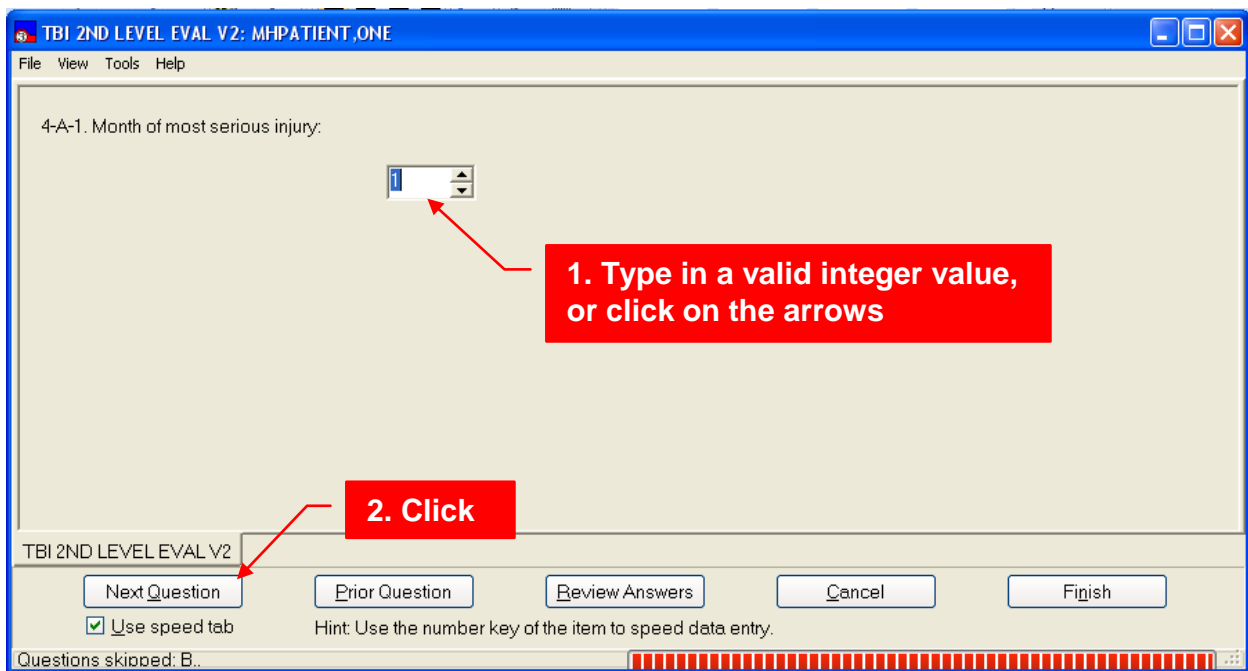 TBI 2ND LEVEL EVAL V2: MHPATIENT,ONE
File View Tools Help
4-A-1. Month of most serious injury:
1
1. Type in a valid integer value,
or click on the arrows
2. Click
TBI 2ND LEVEL EVAL V2
Next Question Prior Question Review Answers Cancel Finish
Use speed tab Hint: Use the number key of the item to speed data entry.
Questions skipped: B..